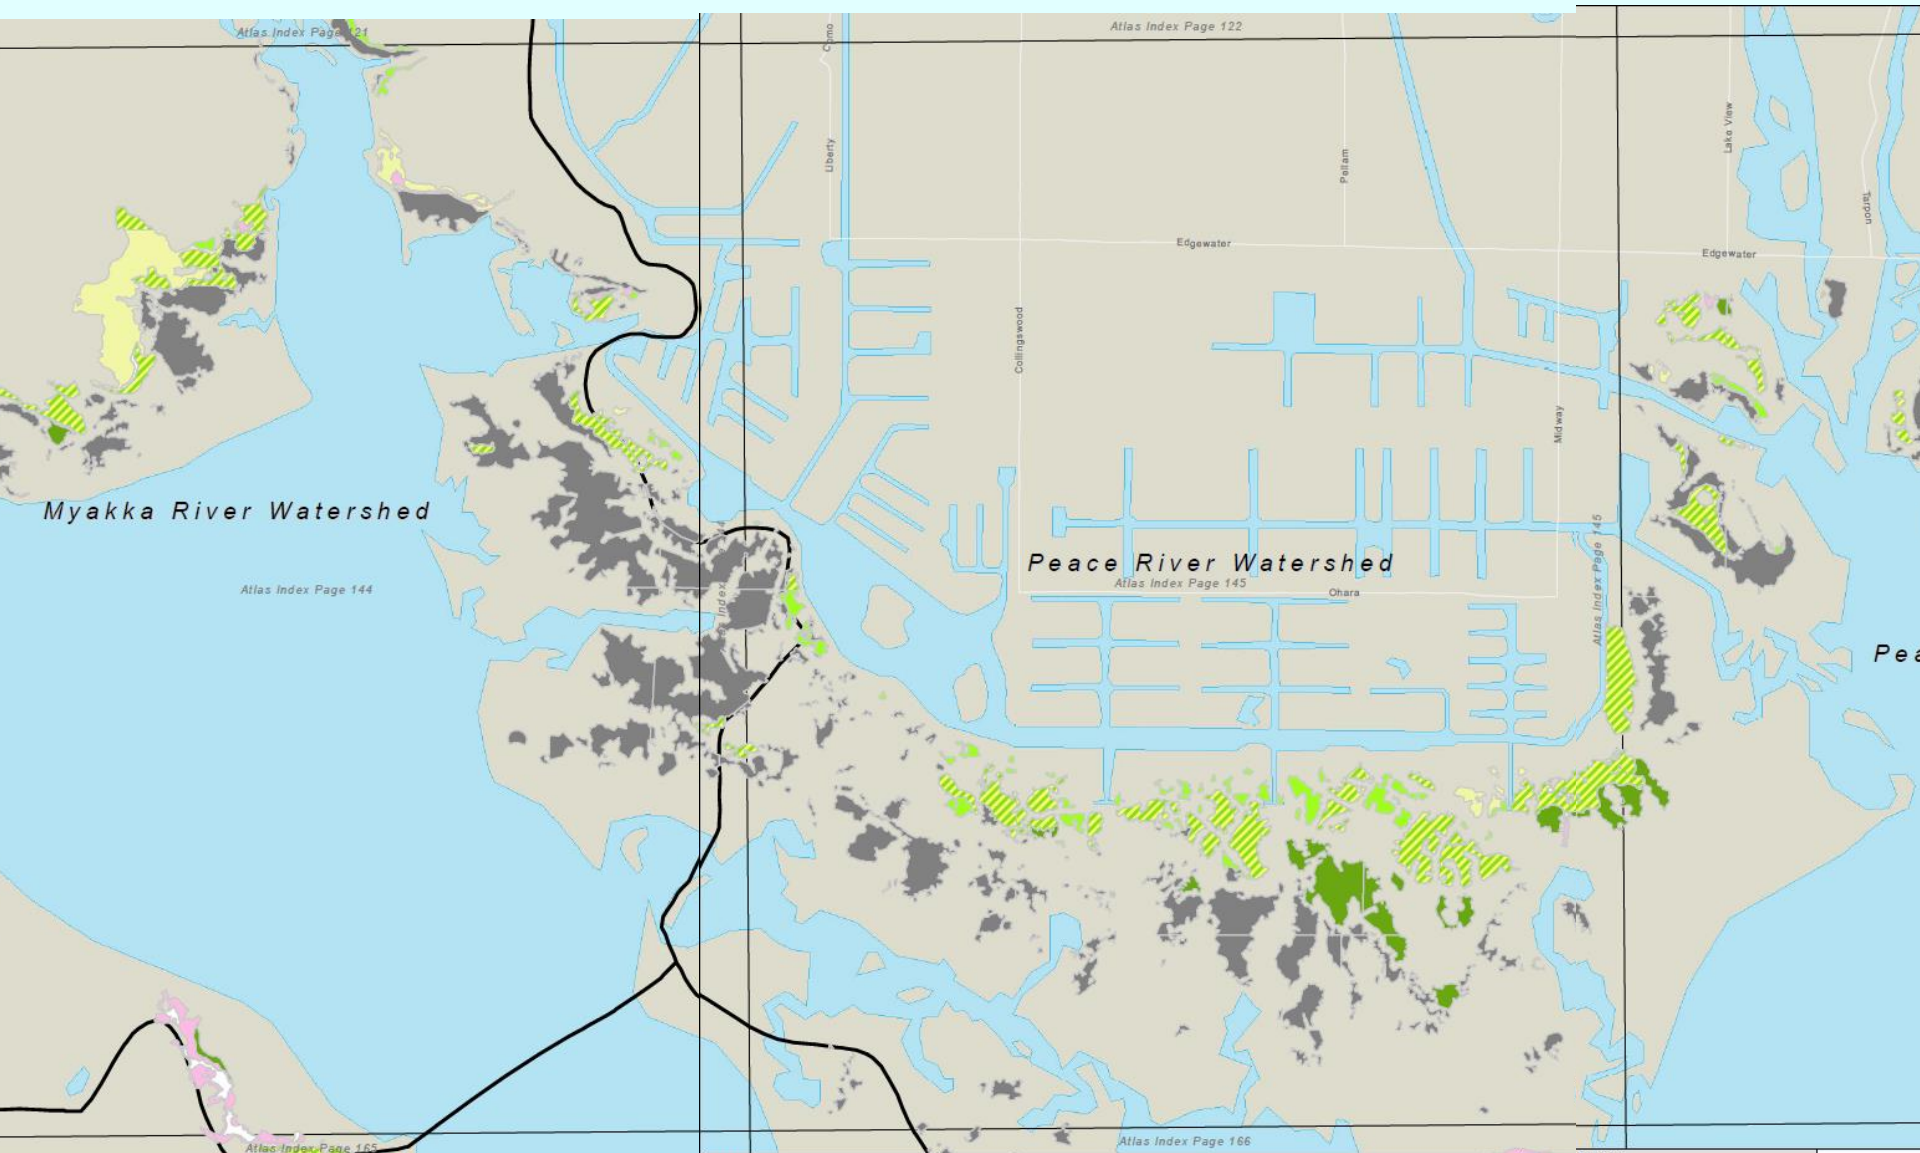 Atlas Index Page 121
Atlas Index Page 122
Como
Liberty
Pellam
Lake View
Tarpon
Edgewater
Edgewater
Collingswood
Midway
Myakka River Watershed
Atlas Index Page 144
Peace River Watershed
Atlas Index Page 145
Ohara
Atlas Index Page 145
Pea
Atlas Index Page 165
Atlas Index Page 166